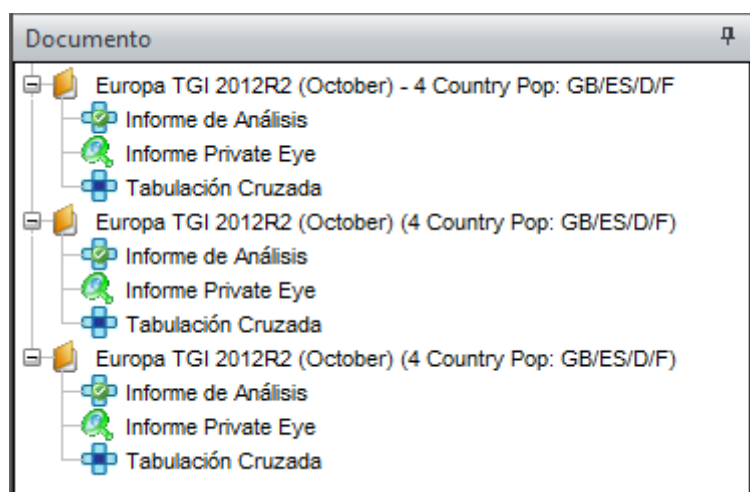 Documento
Europa TGI 2012R2 (October) - 4 Country Pop: GB/ES/D/F
Informe de Análisis
Informe Private Eye
Tabulación Cruzada
Europa TGI 2012R2 (October) (4 Country Pop: GB/ES/D/F)
Informe de Análisis
Informe Private Eye
Tabulación Cruzada
Europa TGI 2012R2 (October) (4 Country Pop: GB/ES/D/F)
Informe de Análisis
Informe Private Eye
Tabulación Cruzada